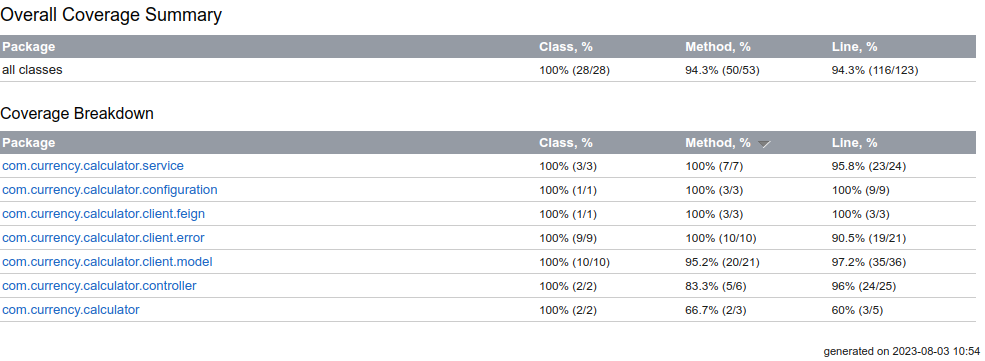 Overall Coverage Summary
Package Class, % Method, % Line, %
all classes 100% (28/28) 94.3% (50/53) 94.3% (116/123)
Coverage Breakdown
Package Class, % Method, % Line, %
com.currency.calculator.service 100% (3/3) 100% (7/7) 95.8% (23/24)
com.currency.calculator.configuration 100% (1/1) 100% (3/3) 100% (9/9)
com.currency.calculator.client.feign 100% (1/1) 100% (3/3) 100% (3/3)
com.currency.calculator.client.error 100% (9/9) 100% (10/10) 90.5% (19/21)
com.currency.calculator.client.model 100% (10/10) 95.2% (20/21) 97.2% (35/36)
com.currency.calculator.controller 100% (2/2) 83.3% (5/6) 96% (24/25)
com.currency.calculator 100% (2/2) 66.7% (2/3) 60% (3/5)
generated on 2023-08-03 10:54